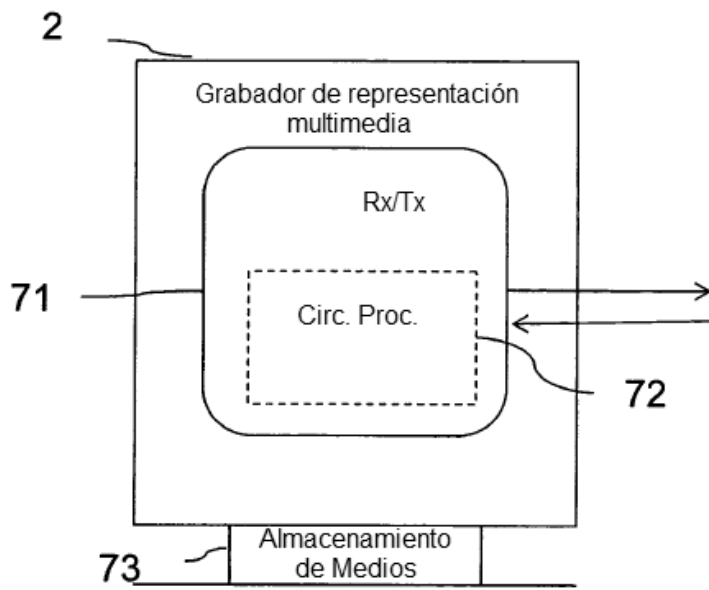 2
Grabador de representación
multimedia
Rx/Tx
71
Circ. Proc.
72
73
Almacenamiento
de Medios